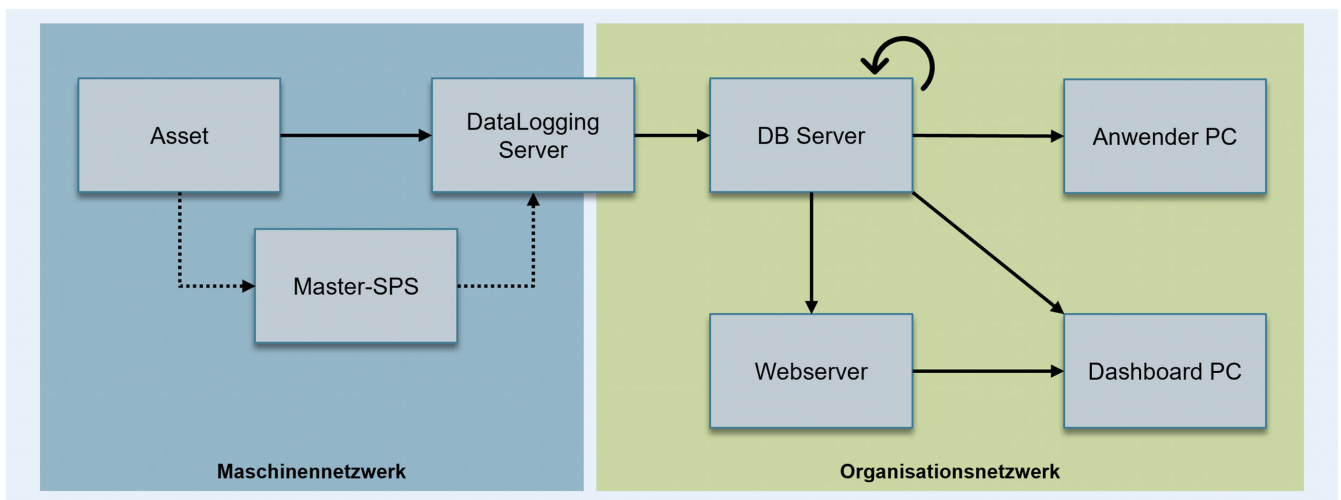 Asset
DataLogging
Server
DB Server
Anwender PC
Master-SPS
Webserver
Dashboard PC
Maschinennetzwerk
Organisationsnetzwerk